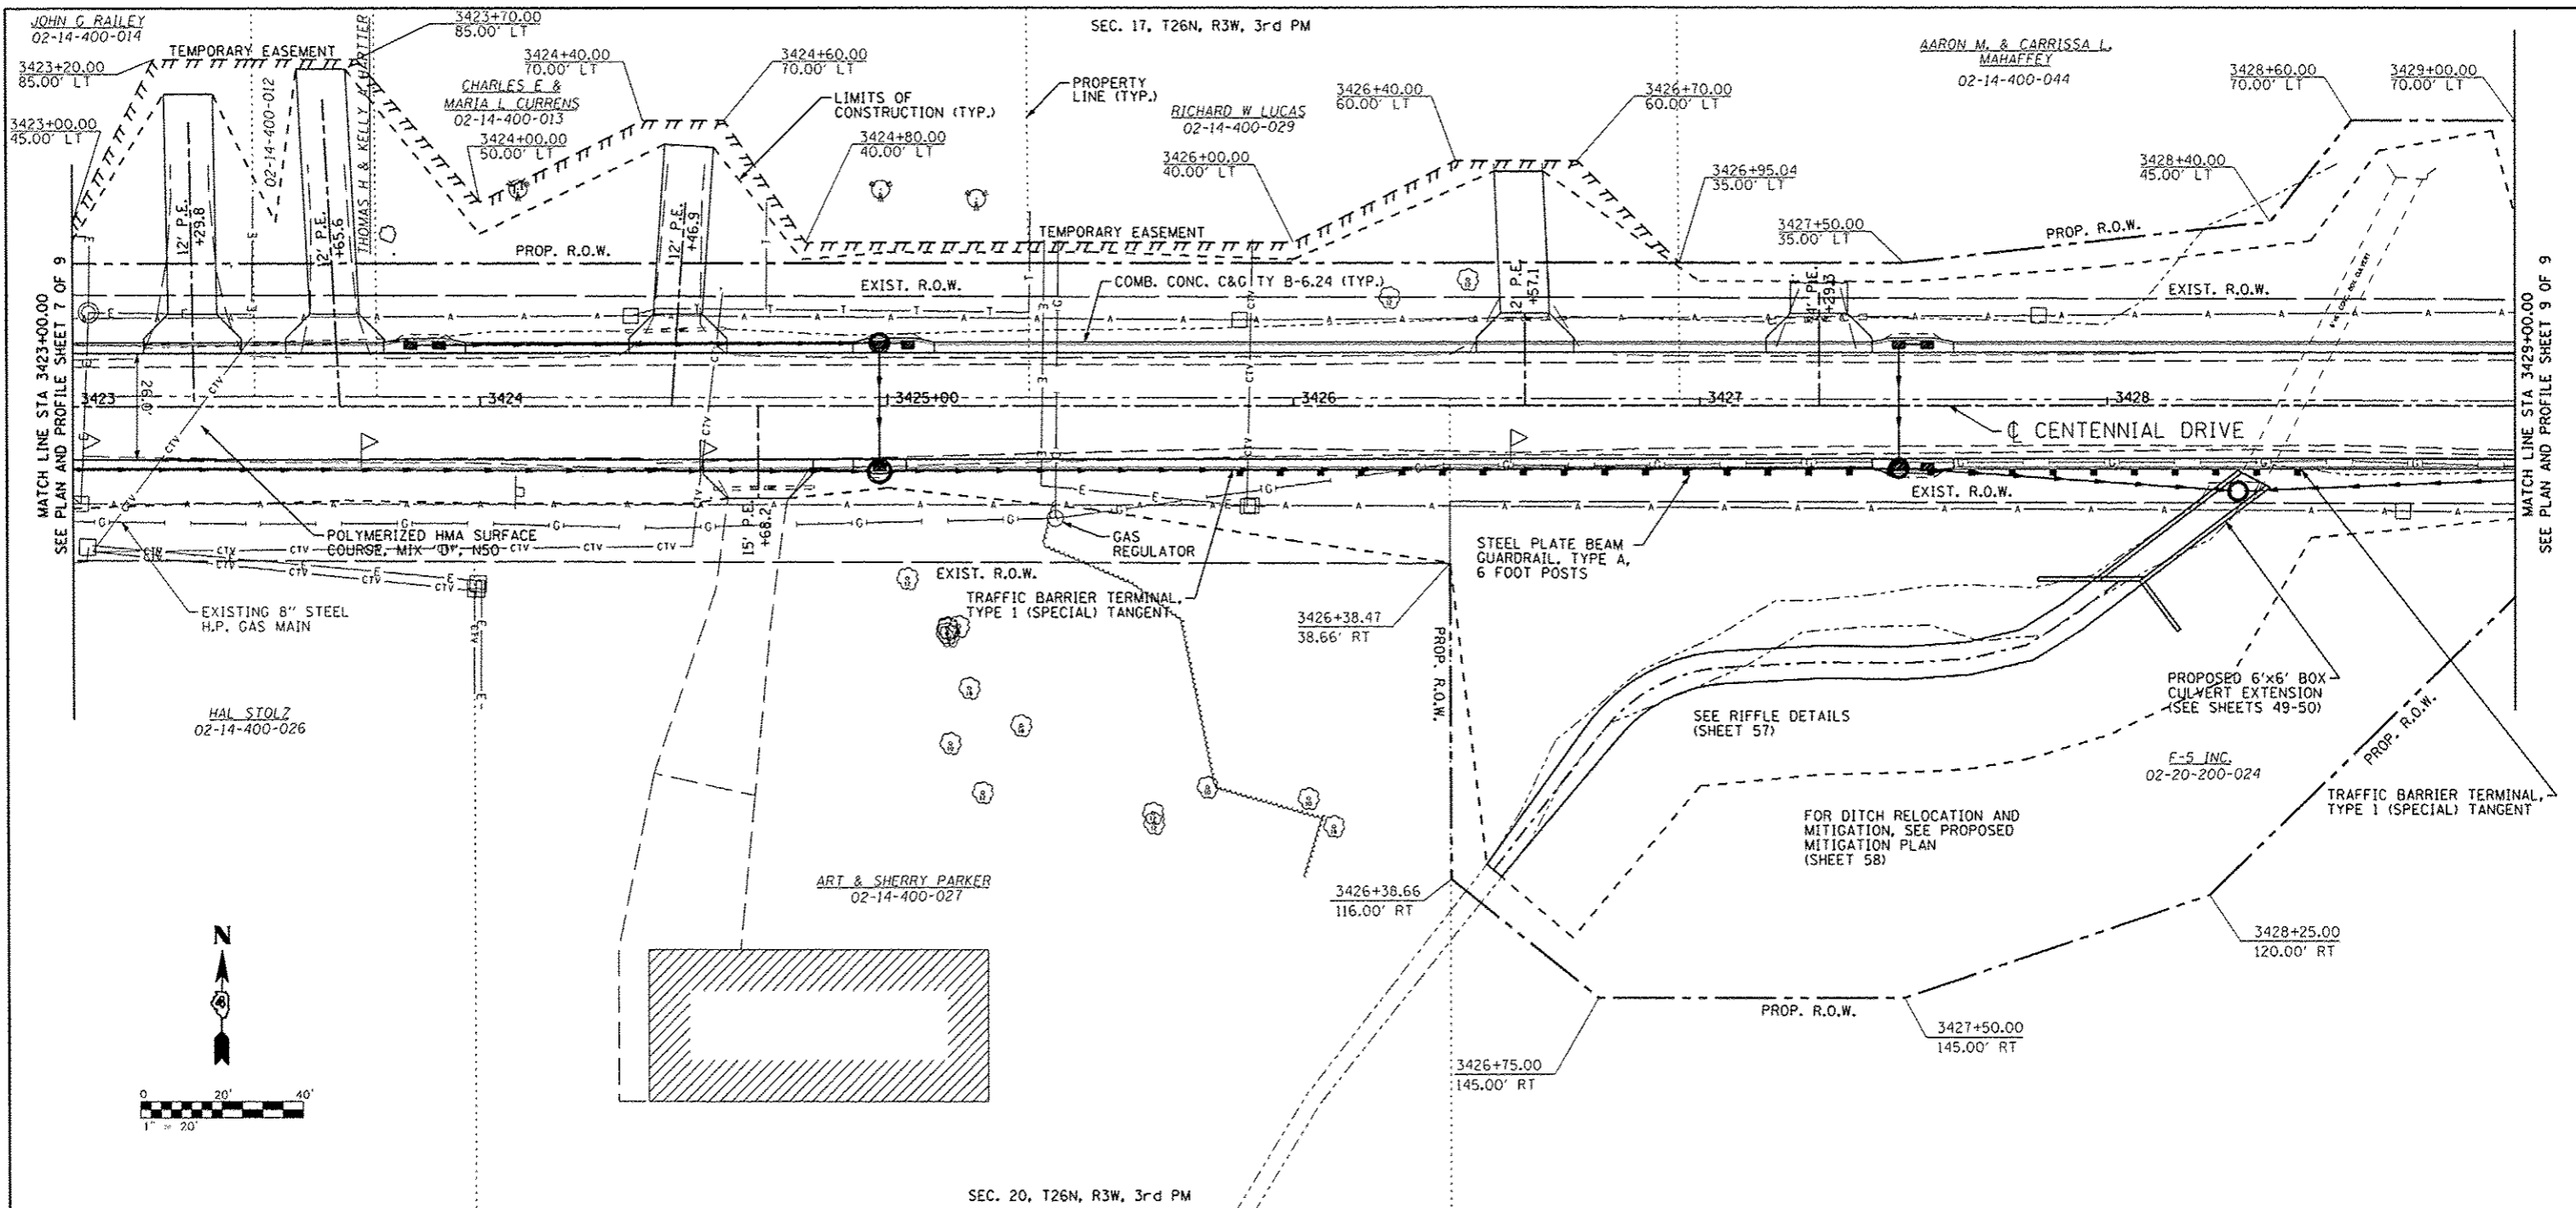 JOHN G RAILEY
02-14-400-014
TEMPORARY EASEMENT
3423+20.00
85.00' LT
3423+00.00
45.00' LT
3423+70.00
85.00' LT
02-14-400-012
CHARLES E &
MARIA L CURRENS
02-14-400-013
3424+00.00
50.00' LT
3424+40.00
70.00' LT
3424+60.00
70.00' LT
LIMITS OF
CONSTRUCTION (TYP.)
3424+80.00
40.00' LT
SEC. 17, T26N, R3W, 3rd PM
PROPERTY
LINE (TYP.)
RICHARD W LUCAS
02-14-400-029
3426+00.00
40.00' LT
3426+40.00
60.00' LT
3426+70.00
60.00' LT
3426+95.04
35.00' LT
3427+50.00
35.00' LT
AARON M. & CARRISSA L.
MAHAFFEY
02-14-400-044
3428+40.00
45.00' LT
3428+60.00
70.00' LT
3429+00.00
70.00' LT
12' P.E.
+29.8
12' P.E.
+65.6
12' P.E.
+46.9
+57.1
PROP. R.O.W.
TEMPORARY EASEMENT
PROP. R.O.W.
EXIST. R.O.W.
COMB. CONC. C&G TY B-6.24 (TYP.)
EXIST. R.O.W.
MATCH LINE STA 3423+00.00
SEE PLAN AND PROFILE SHEET 7 OF 9
26.0'
3423
3424
3425+00
3426
3427
3428
℄ CENTENNIAL DRIVE
MATCH LINE STA 3429+00.00
SEE PLAN AND PROFILE SHEET 9 OF 9
EXIST. R.O.W.
15' P.E.
+68.2
POLYMERIZED HMA SURFACE
COURSE, MIX "D", N50
GAS
REGULATOR
EXIST. R.O.W.
TRAFFIC BARRIER TERMINAL,
TYPE 1 (SPECIAL) TANGENT
STEEL PLATE BEAM
GUARDRAIL, TYPE A,
6 FOOT POSTS
EXISTING 8" STEEL
H.P. GAS MAIN
3426+38.47
38.66' RT
PROP. R.O.W.
HAL STOLZ
02-14-400-026
SEE RIFFLE DETAILS
(SHEET 57)
PROPOSED 6'x6' BOX
CULVERT EXTENSION
(SEE SHEETS 49-50)
PROP. R.O.W.
F-5 INC.
02-20-200-024
TRAFFIC BARRIER TERMINAL,
TYPE 1 (SPECIAL) TANGENT
FOR DITCH RELOCATION AND
MITIGATION, SEE PROPOSED
MITIGATION PLAN
(SHEET 58)
ART & SHERRY PARKER
02-14-400-027
3426+38.66
116.00' RT
3428+25.00
120.00' RT
PROP. R.O.W.
3427+50.00
145.00' RT
3426+75.00
145.00' RT
N
0 20' 40'
1" = 20'
SEC. 20, T26N, R3W, 3rd PM